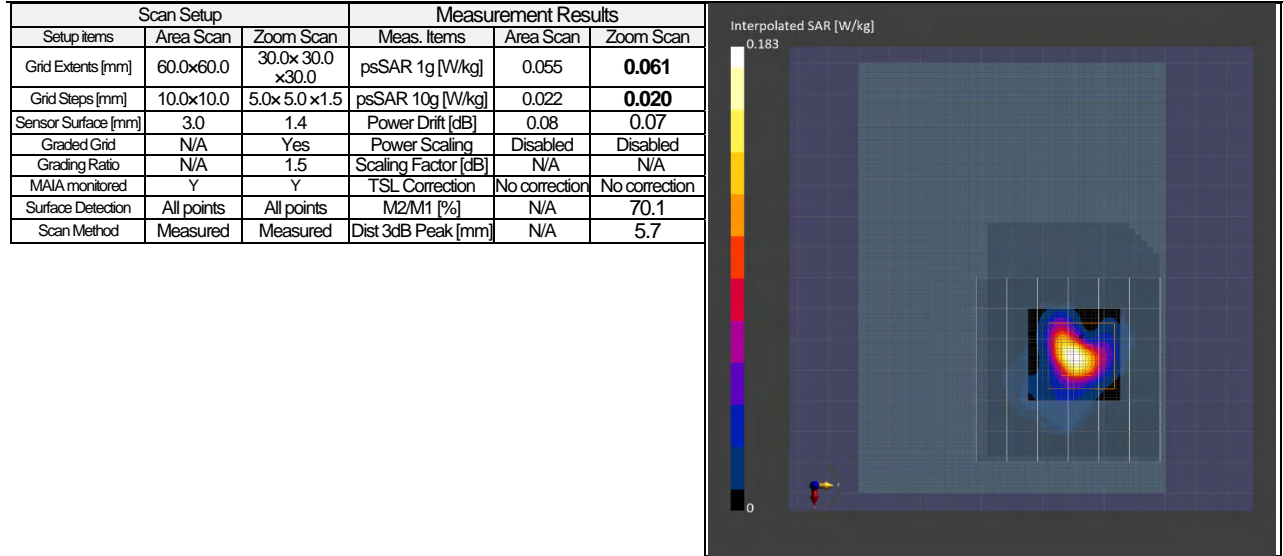 Scan Setup Measurement Results
Setup items Area Scan Zoom Scan Meas. Items Area Scan Zoom Scan
Grid Extents [mm] 60.0×60.0 30.0× 30.0 ×30.0 psSAR 1g [W/kg] 0.055 0.061
Grid Steps [mm] 10.0×10.0 5.0× 5.0 ×1.5 psSAR 10g [W/kg] 0.022 0.020
Sensor Surface [mm] 3.0 1.4 Power Drift [dB] 0.08 0.07
Graded Grid N/A Yes Power Scaling Disabled Disabled
Grading Ratio N/A 1.5 Scaling Factor [dB] N/A N/A
MAIA monitored Y Y TSL Correction No correction No correction
Surface Detection All points All points M2/M1 [%] N/A 70.1
Scan Method Measured Measured Dist 3dB Peak [mm] N/A 5.7
Interpolated SAR [W/kg]
0.183
0